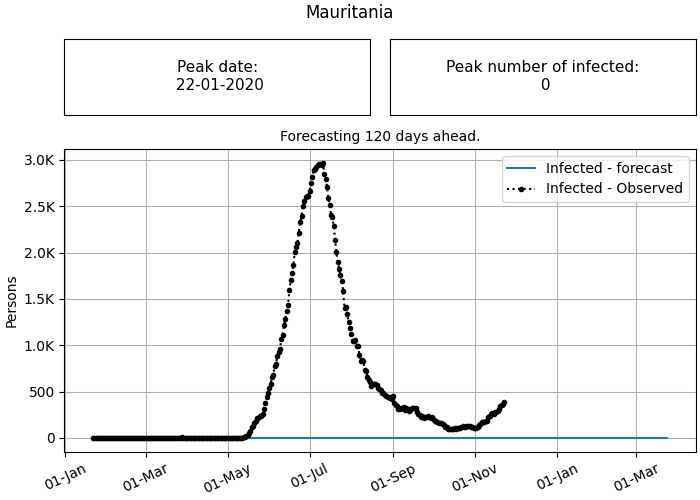 Mauritania
Peak date:
22-01-2020
Peak number of infected:
0
Forecasting 120 days ahead.
Infected - forecast
Infected - Observed
3.0K
2.5K
2.0K
1.5K
1.0K
500
0
Persons
01-Jan
01-Mar
01-May
01-Jul
01-Sep
01-Nov
01-Jan
01-Mar